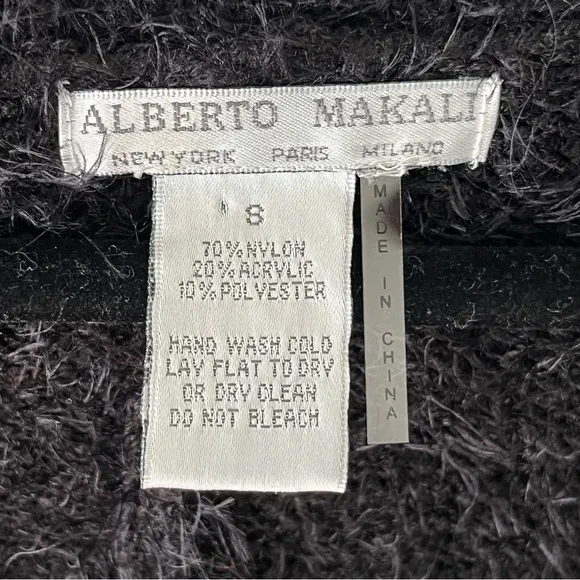 ALBERTO MAKALI
NEW YORK PARIS MILANO
8
70% NYLON
20% ACRYLIC
10% POLYESTER
HAND WASH COLD
LAY FLAT TO DRY
OR DRY CLEAN
DO NOT BLEACH
MADE IN CHINA